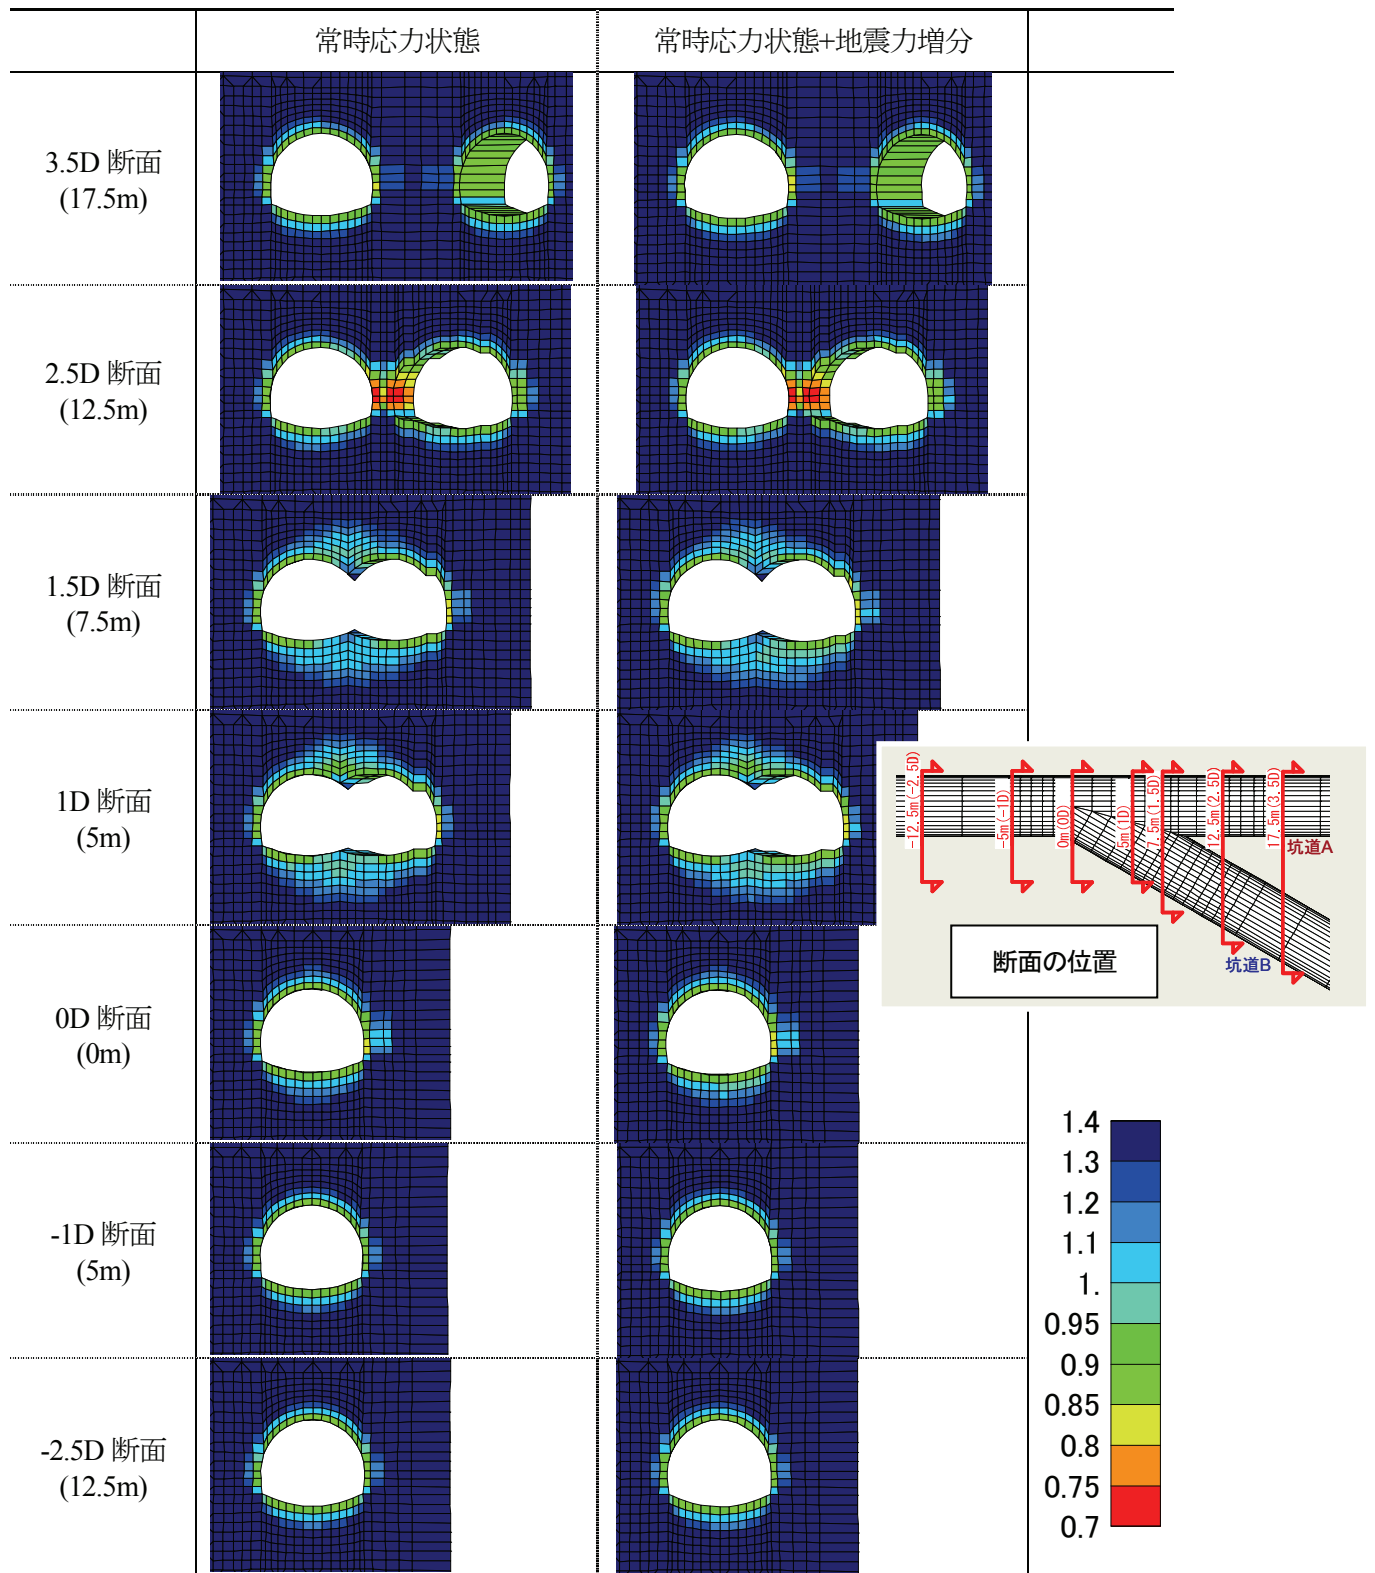 常時応力状態
常時応力状態+地震力増分
3.5D 断面
(17.5m)
2.5D 断面
(12.5m)
1.5D 断面
(7.5m)
1D 断面
(5m)
0D 断面
(0m)
-1D 断面
(5m)
-2.5D 断面
(12.5m)
-12.5m(-2.5D)
-5m(-1D)
0m(0D)
5m(1D)
7.5m(1.5D)
12.5m(2.5D)
17.5m(3.5D)
坑道A
坑道B
断面の位置
1.4
1.3
1.2
1.1
1.
0.95
0.9
0.85
0.8
0.75
0.7